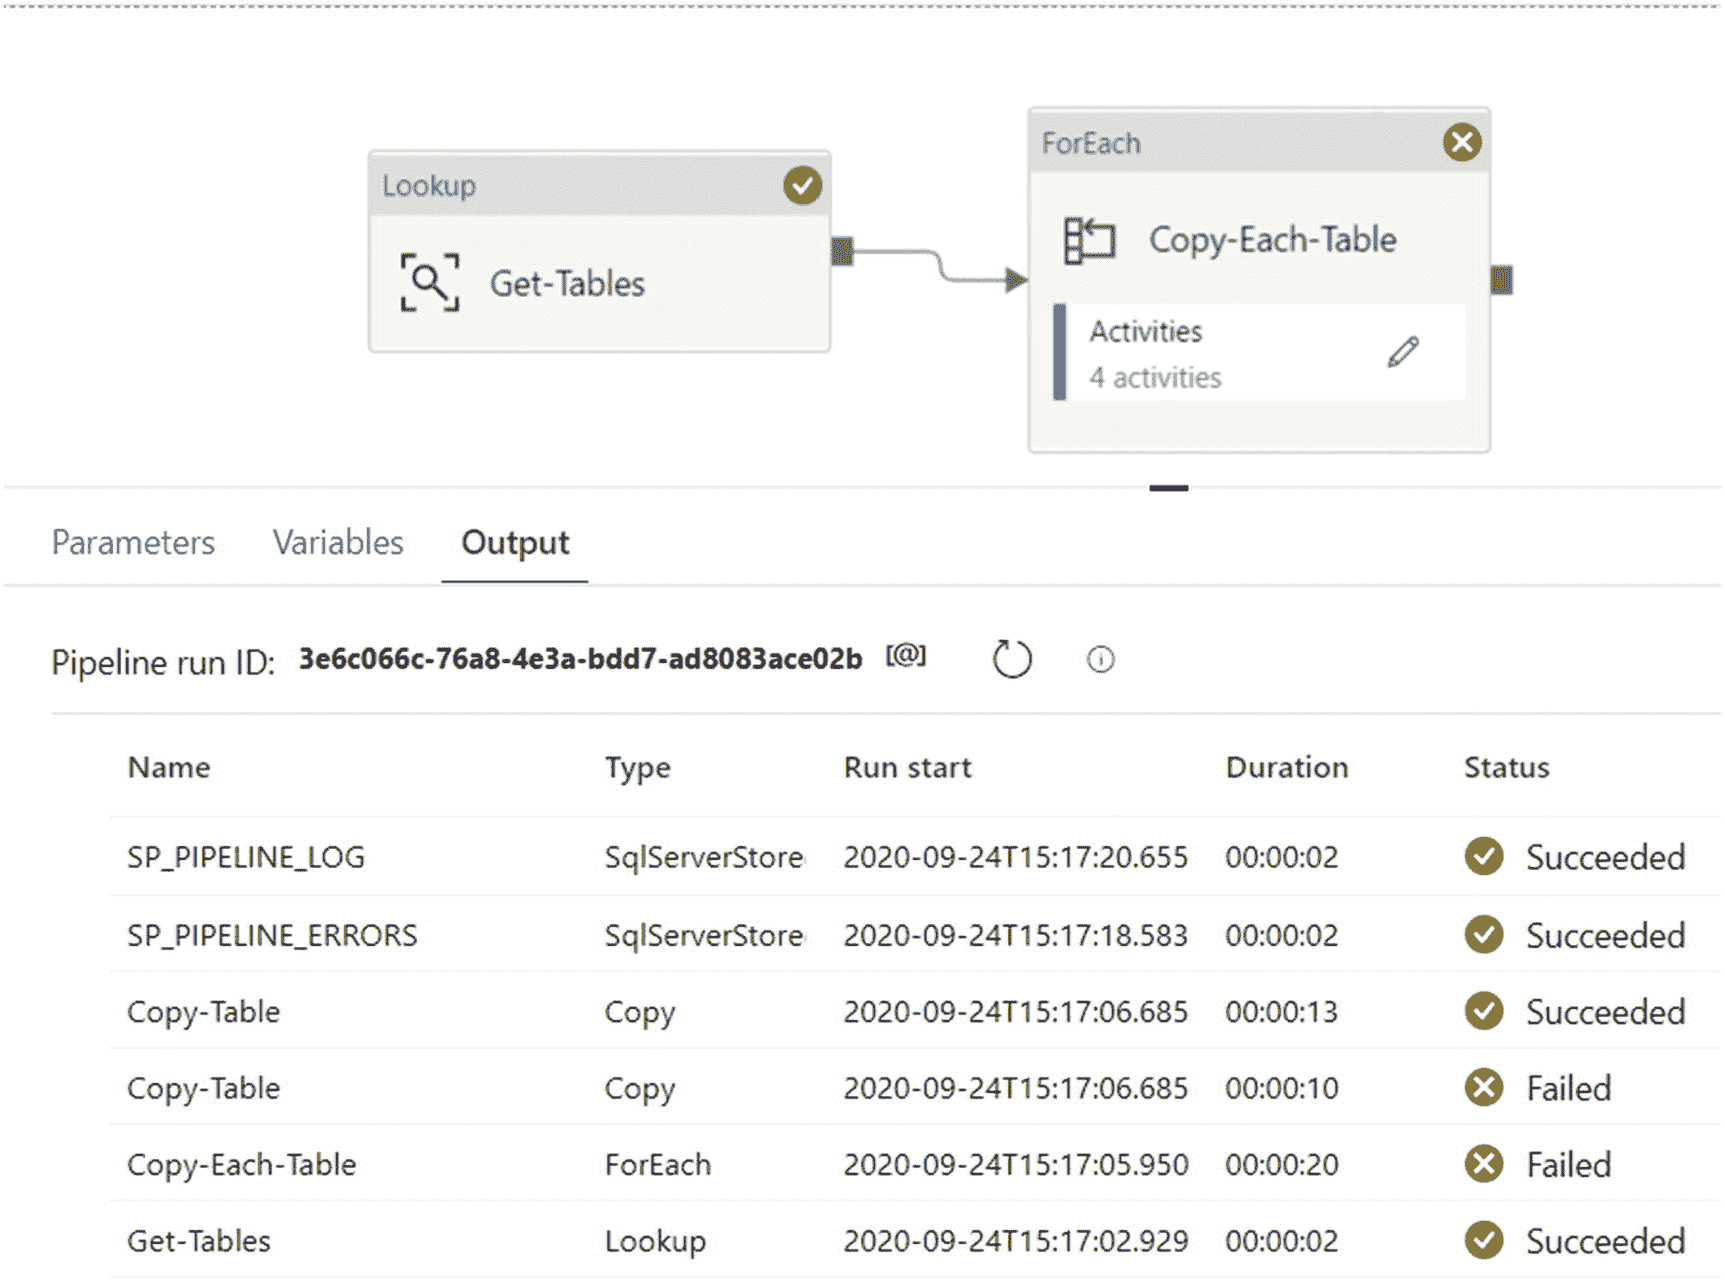 Lookup
Get-Tables
ForEach
Copy-Each-Table
Activities
4 activities
Parameters Variables Output
Pipeline run ID: 3e6c066c-76a8-4e3a-bdd7-ad8083ace02b [@]
Name Type Run start Duration Status
SP_PIPELINE_LOG SqlServerStore 2020-09-24T15:17:20.655 00:00:02 Succeeded
SP_PIPELINE_ERRORS SqlServerStore 2020-09-24T15:17:18.583 00:00:02 Succeeded
Copy-Table Copy 2020-09-24T15:17:06.685 00:00:13 Succeeded
Copy-Table Copy 2020-09-24T15:17:06.685 00:00:10 Failed
Copy-Each-Table ForEach 2020-09-24T15:17:05.950 00:00:20 Failed
Get-Tables Lookup 2020-09-24T15:17:02.929 00:00:02 Succeeded